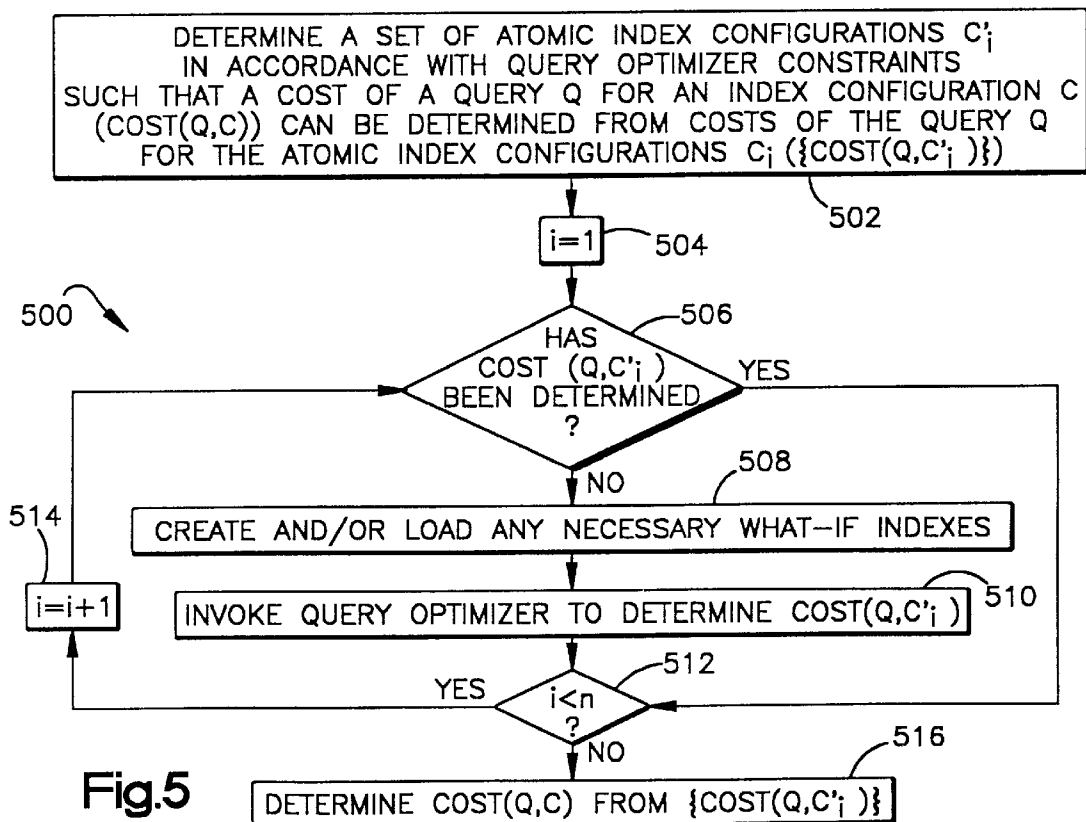 DETERMINE A SET OF ATOMIC INDEX CONFIGURATIONS C'i
IN ACCORDANCE WITH QUERY OPTIMIZER CONSTRAINTS
SUCH THAT A COST OF A QUERY Q FOR AN INDEX CONFIGURATION C
(COST(Q,C)) CAN BE DETERMINED FROM COSTS OF THE QUERY Q
FOR THE ATOMIC INDEX CONFIGURATIONS Ci ({COST(Q,C'i )})
502
i=1
504
500
506
HAS
COST (Q,C'i )
BEEN DETERMINED
?
YES
NO
508
514
CREATE AND/OR LOAD ANY NECESSARY WHAT-IF INDEXES
i=i+1
510
INVOKE QUERY OPTIMIZER TO DETERMINE COST(Q,C'i )
512
YES
i<n
?
NO
516
Fig.5
DETERMINE COST(Q,C) FROM {COST(Q,C'i )}